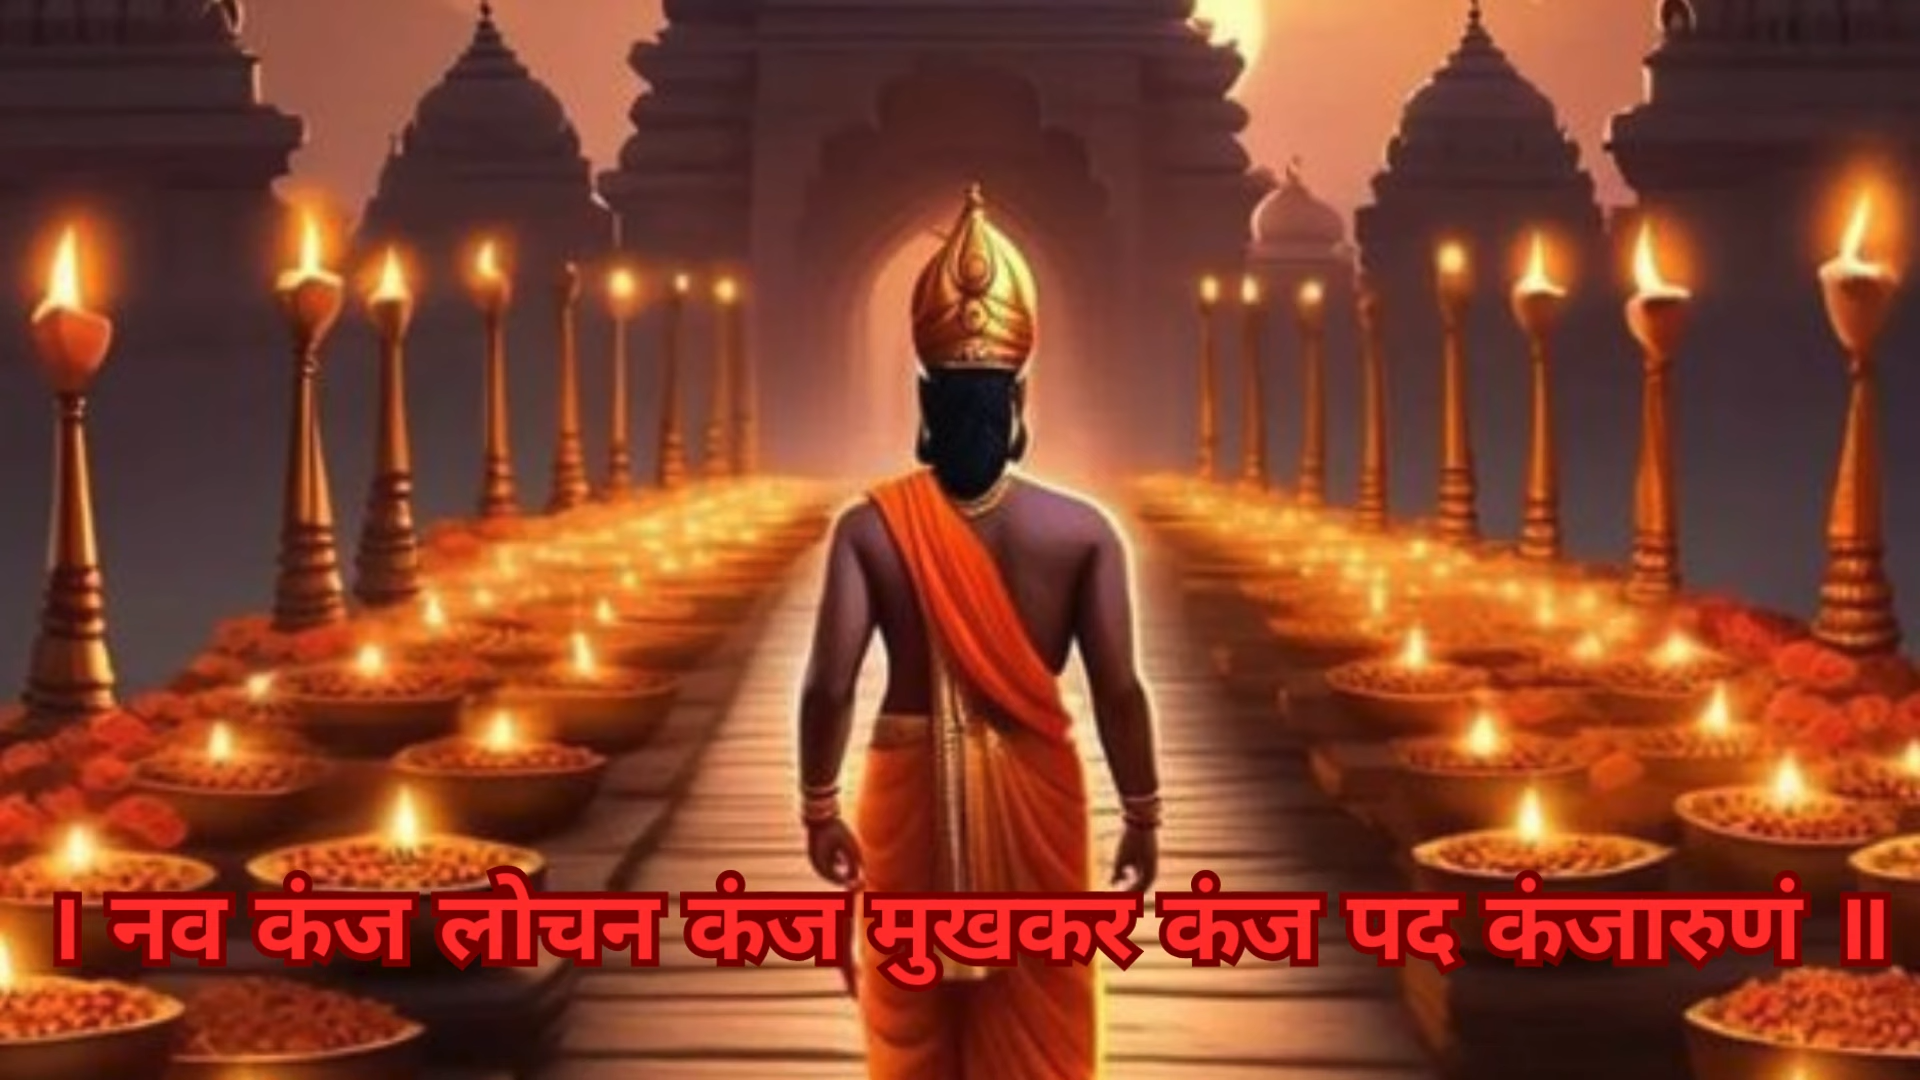 । नव कंज लोचन कंज मुखकर कंज पद कंजारुणं ॥